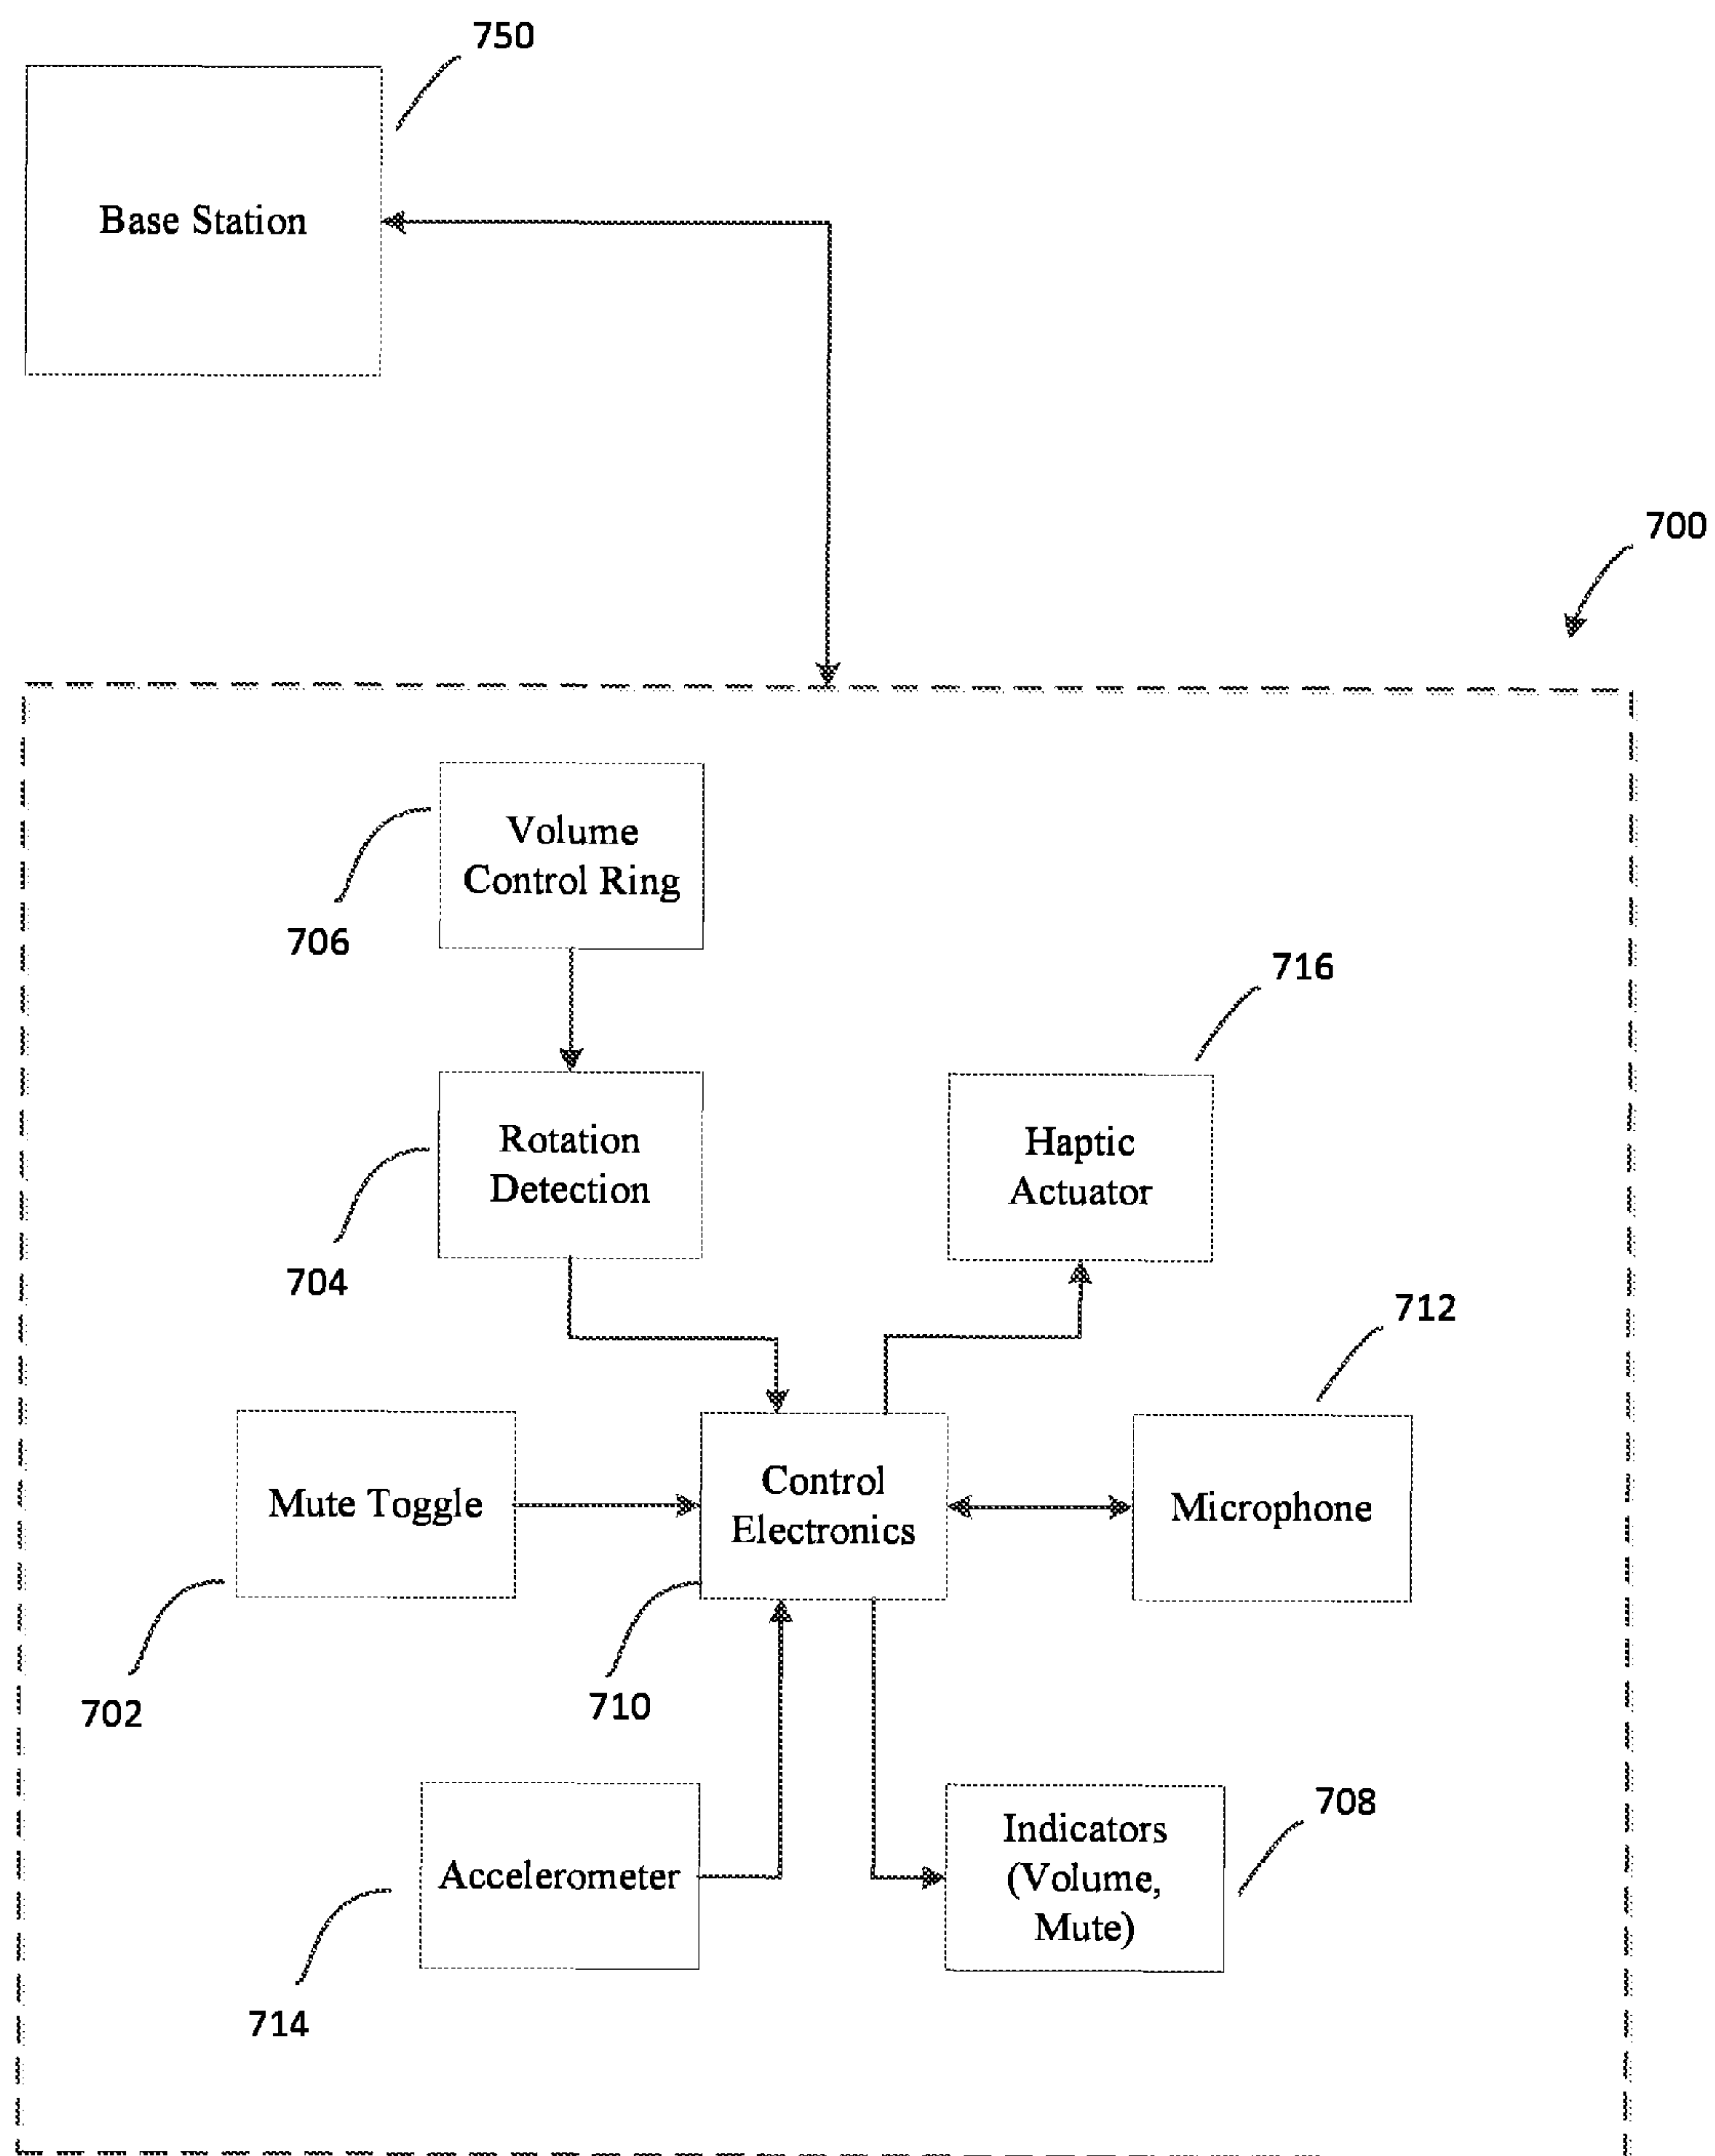 750
Base Station
700
Volume
Control Ring
706
716
Rotation
Detection
Haptic
Actuator
704
712
Mute Toggle
Control
Electronics
Microphone
702
710
Accelerometer
Indicators
(Volume,
Mute)
708
714